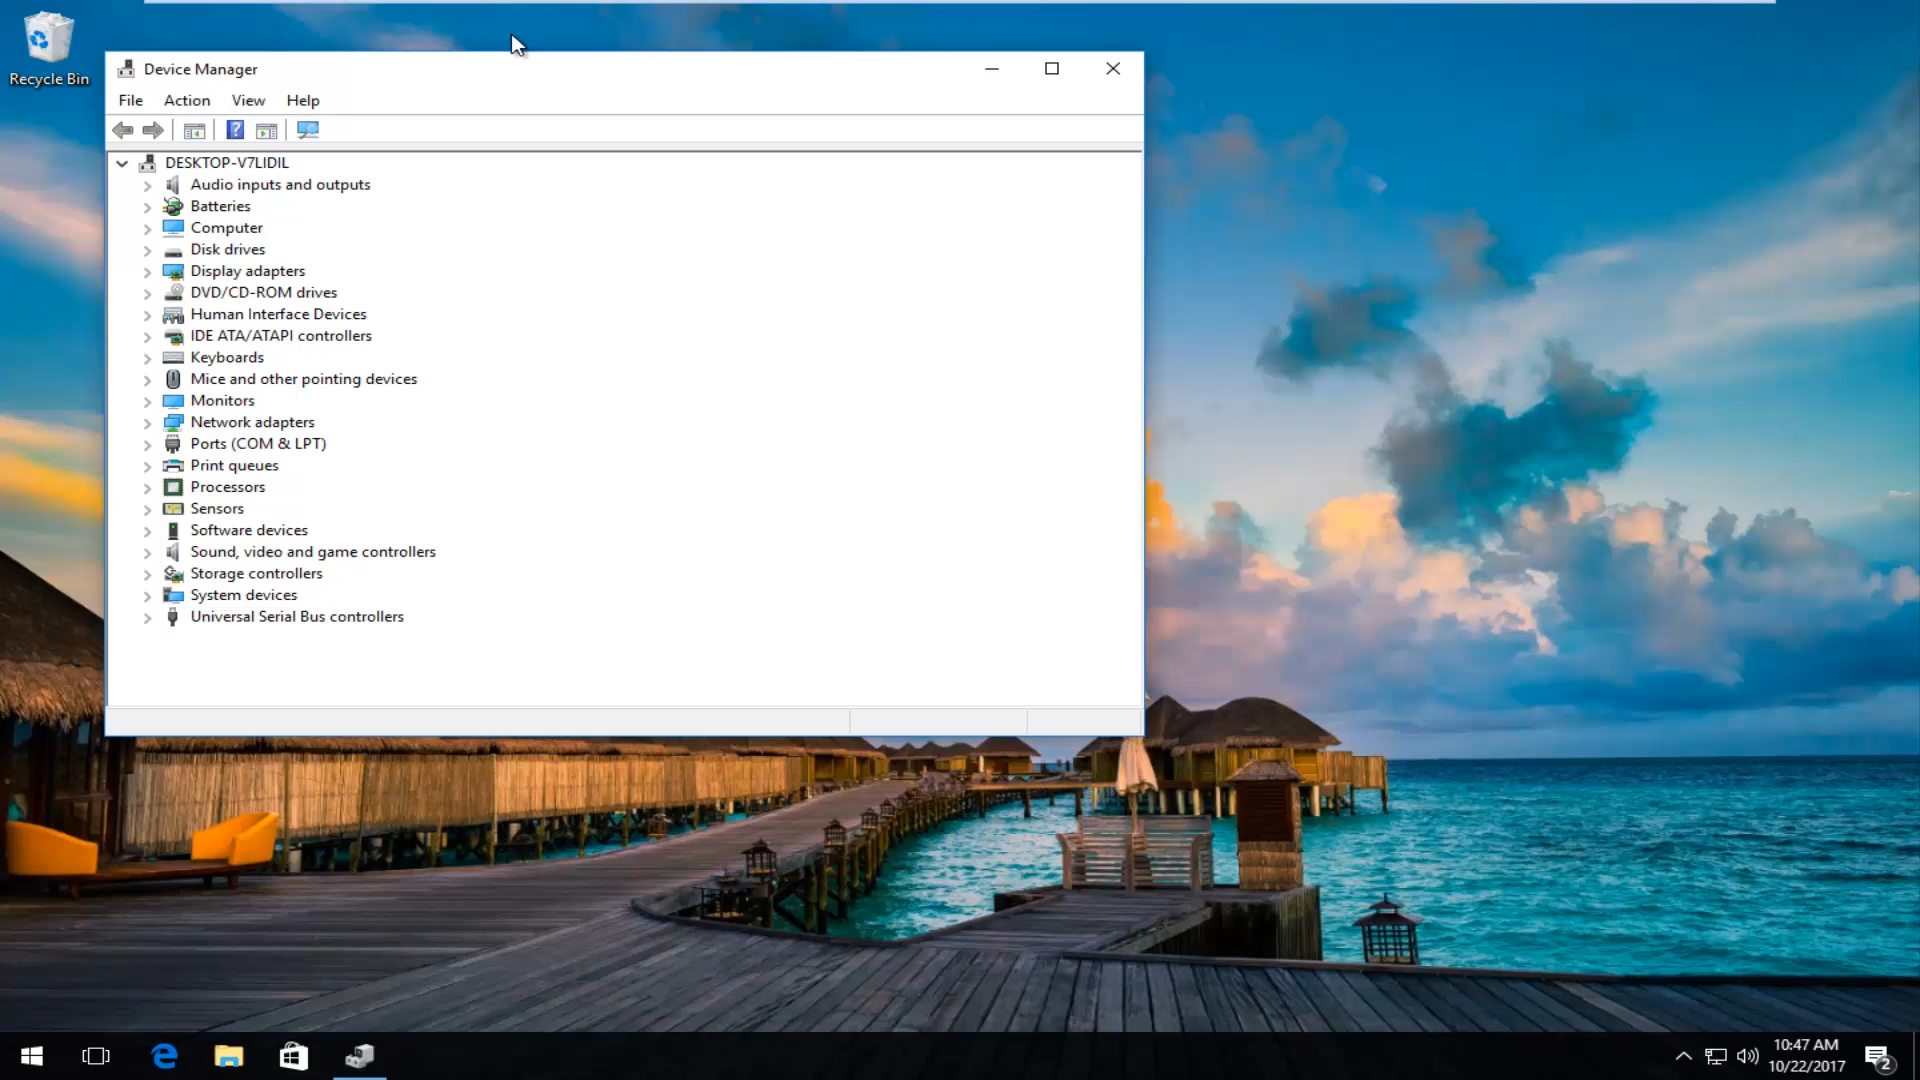 Recycle Bin
Device Manager
File Action View Help
DESKTOP-V7LIDIL
Audio inputs and outputs
Batteries
Computer
Disk drives
Display adapters
DVD/CD-ROM drives
Human Interface Devices
IDE ATA/ATAPI controllers
Keyboards
Mice and other pointing devices
Monitors
Network adapters
Ports (COM & LPT)
Print queues
Processors
Sensors
Software devices
Sound, video and game controllers
Storage controllers
System devices
Universal Serial Bus controllers
10:47 AM
10/22/2017
2